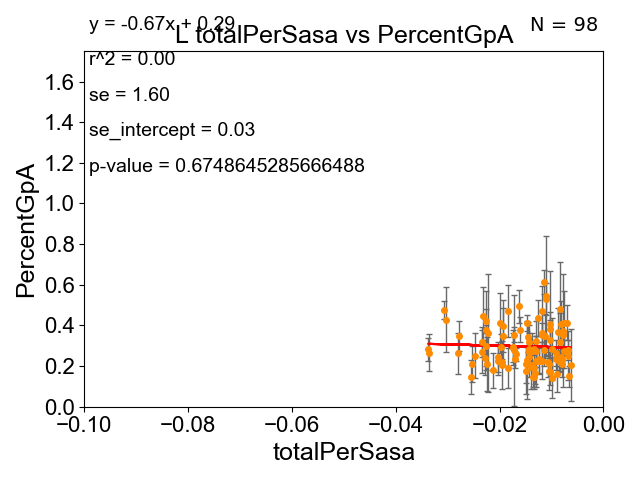 y = -0.67x + 0.29
N = 98
L totalPerSasa vs PercentGpA
r^2 = 0.00
se = 1.60
se_intercept = 0.03
p-value = 0.6748645285666488
PercentGpA
1.6
1.4
1.2
1.0
0.8
0.6
0.4
0.2
0.0
−0.10 −0.08 −0.06 −0.04 −0.02 0.00
totalPerSasa